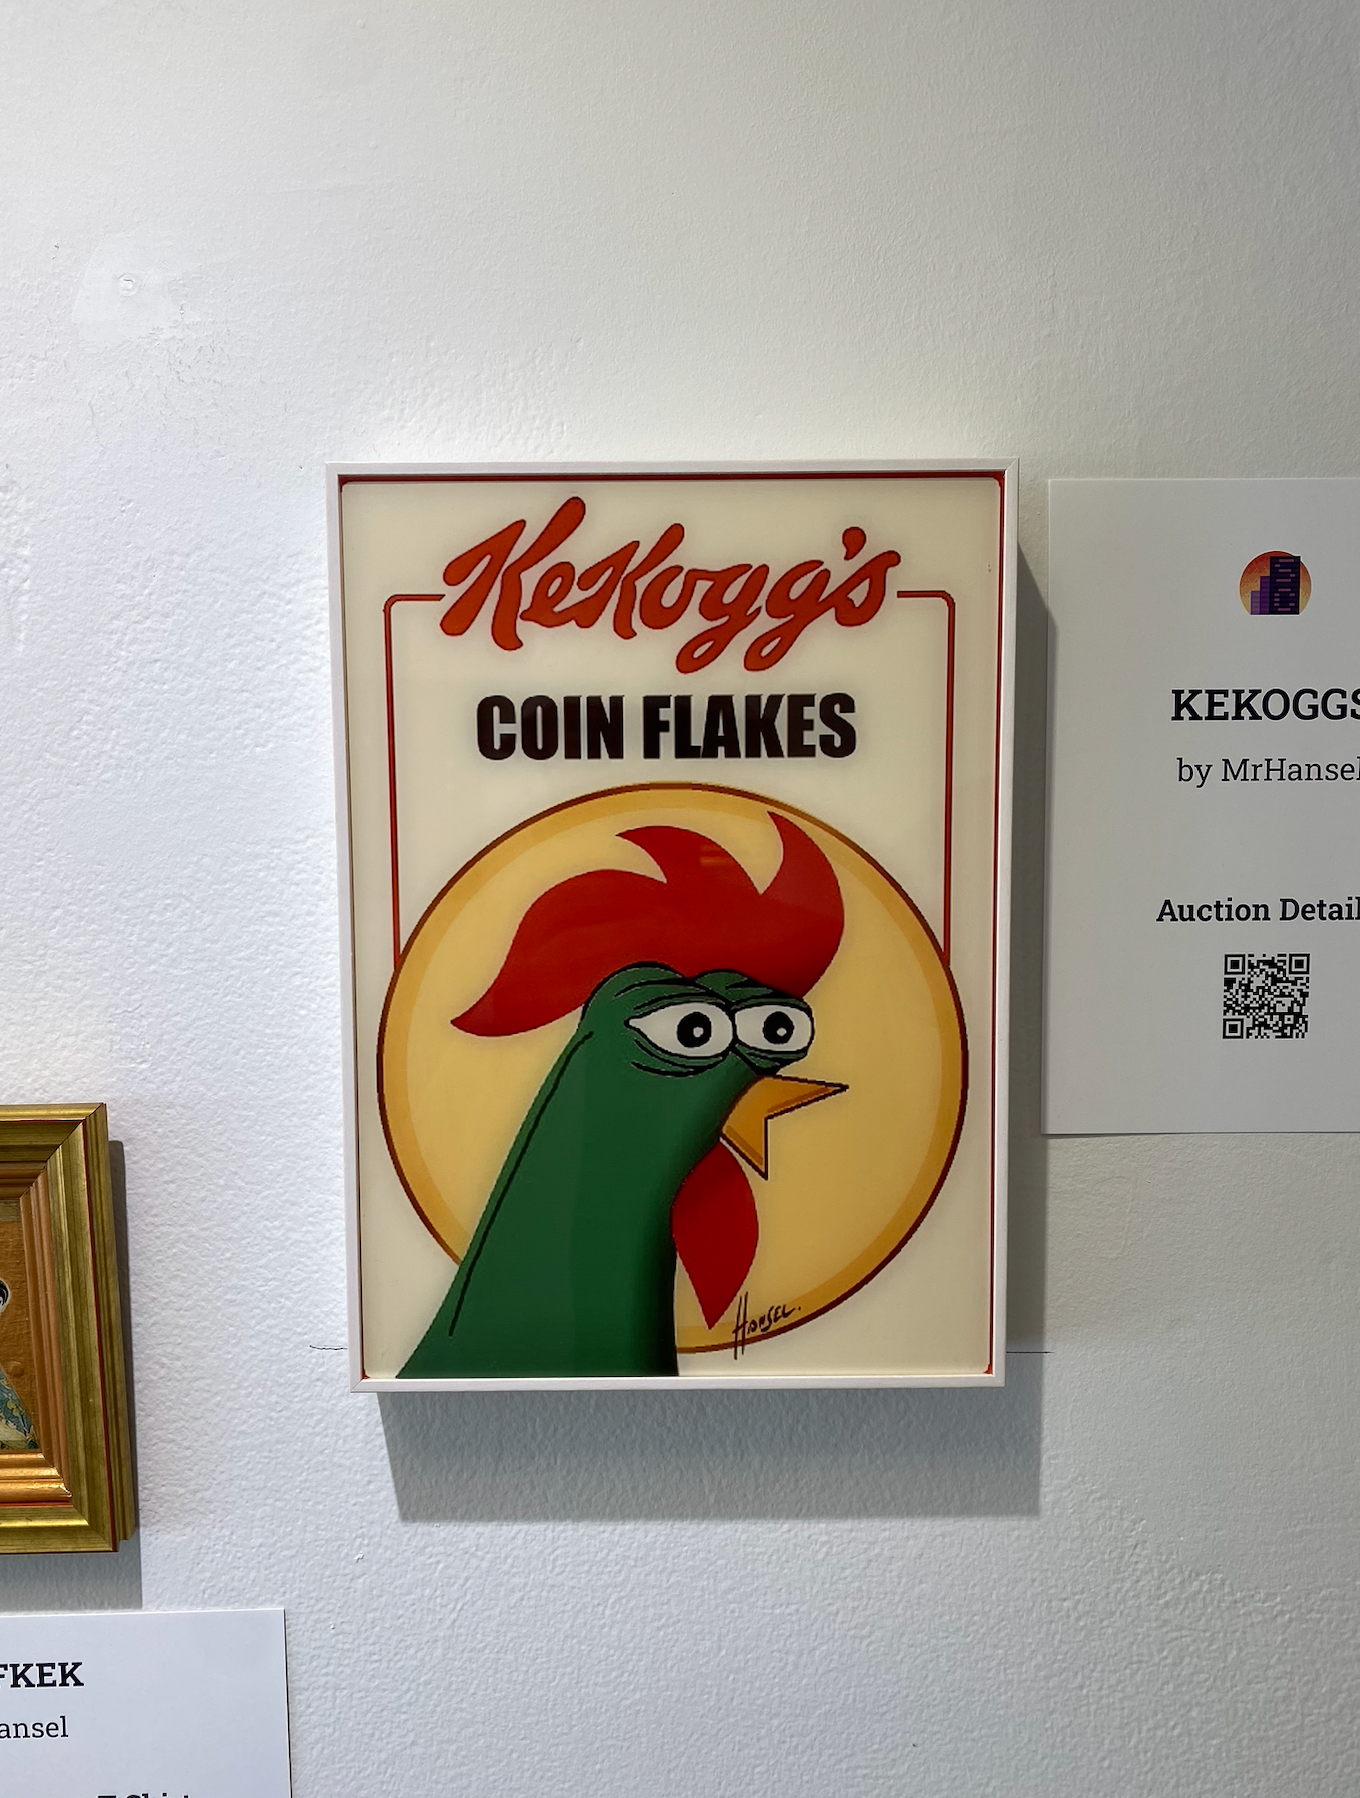 KeKogg's
COIN FLAKES
HANSEL.
KEKOGGS
by MrHansel
Auction Detail
FKEK
ansel